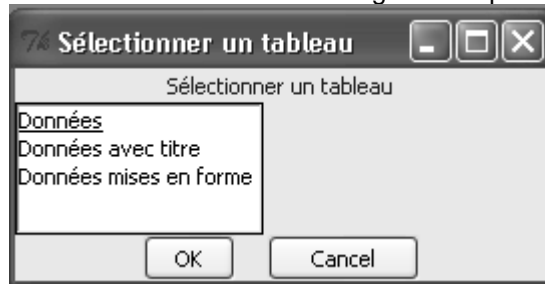 Sélectionner un tableau
Sélectionner un tableau
Données
Données avec titre
Données mises en forme
OK Cancel